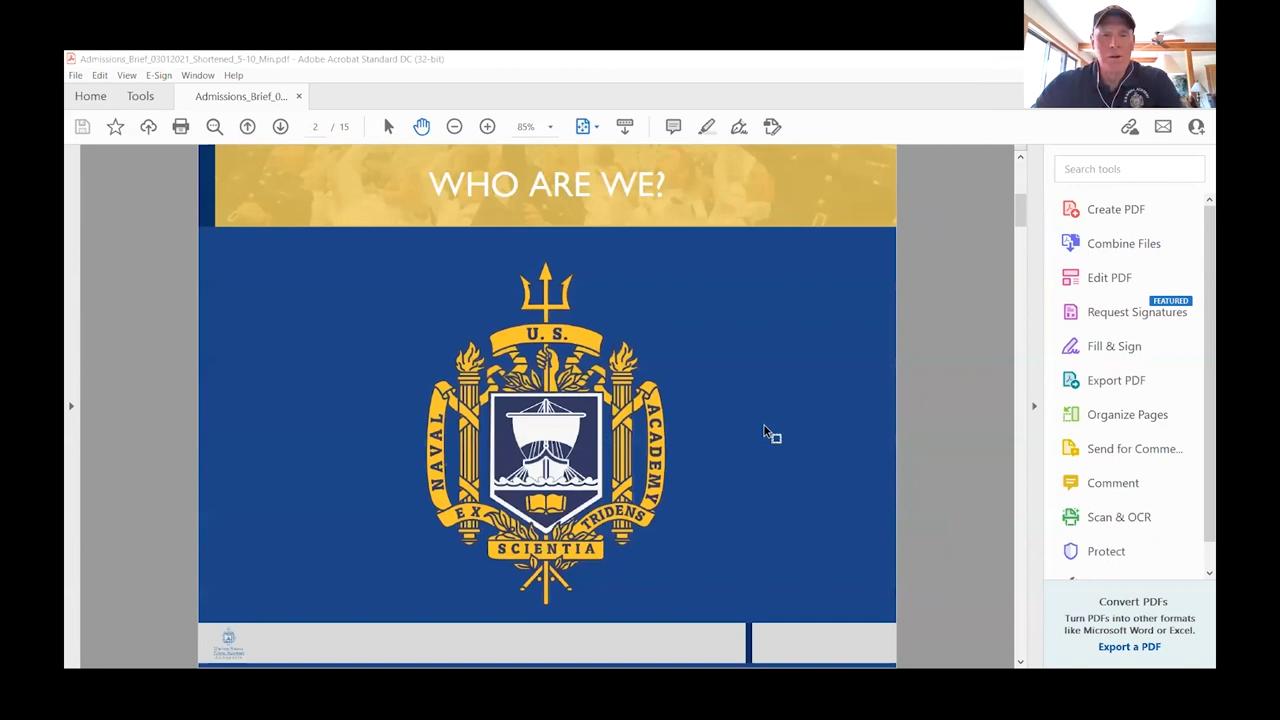 Admissions_Brief_03012021_Shortened_5-10_Min.pdf - Adobe Acrobat Standard DC (32-bit)
File Edit View E-Sign Window Help
Home Tools Admissions_Brief_0... ×
2 / 15 85%
Search tools
WHO ARE WE?
U. S.
NAVAL ACADEMY
EX SCIENTIA TRIDENS
Create PDF
Combine Files
Edit PDF
FEATURED
Request Signatures
Fill & Sign
Export PDF
Organize Pages
Send for Comme...
Comment
Scan & OCR
Protect
Convert PDFs
Turn PDFs into other formats
like Microsoft Word or Excel.
Export a PDF